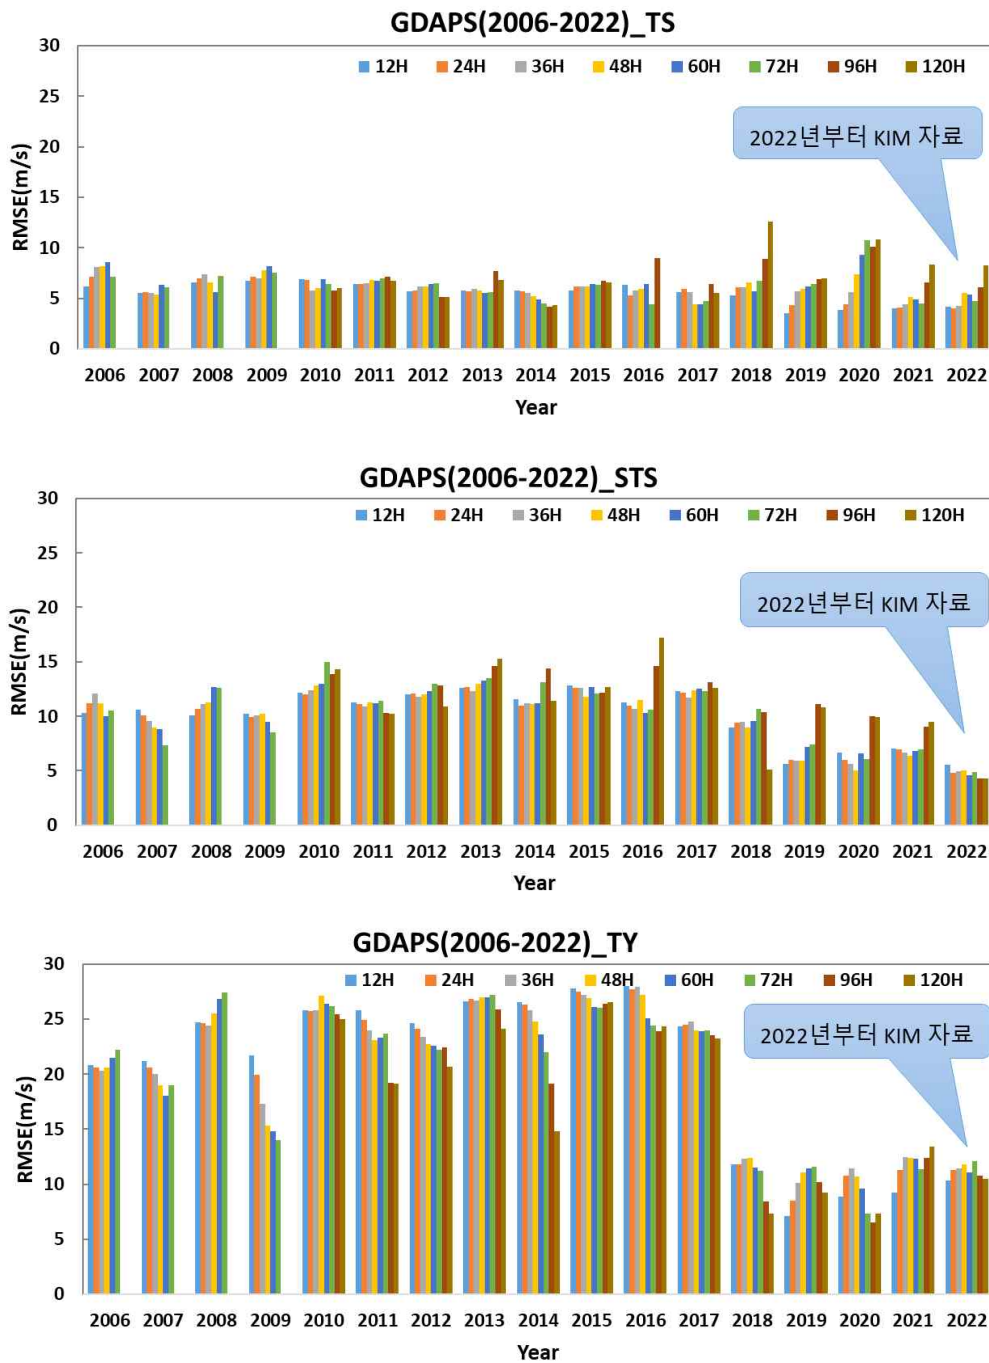 GDAPS(2006-2022)_TS
30
25
20
15
10
5
0
RMSE(m/s)
12H 24H 36H 48H 60H 72H 96H 120H
2022년부터 KIM 자료
2006 2007 2008 2009 2010 2011 2012 2013 2014 2015 2016 2017 2018 2019 2020 2021 2022
Year
GDAPS(2006-2022)_STS
30
25
20
15
10
5
0
RMSE(m/s)
12H 24H 36H 48H 60H 72H 96H 120H
2022년부터 KIM 자료
2006 2007 2008 2009 2010 2011 2012 2013 2014 2015 2016 2017 2018 2019 2020 2021 2022
Year
GDAPS(2006-2022)_TY
30
25
20
15
10
5
0
RMSE(m/s)
12H 24H 36H 48H 60H 72H 96H 120H
2022년부터 KIM 자료
2006 2007 2008 2009 2010 2011 2012 2013 2014 2015 2016 2017 2018 2019 2020 2021 2022
Year